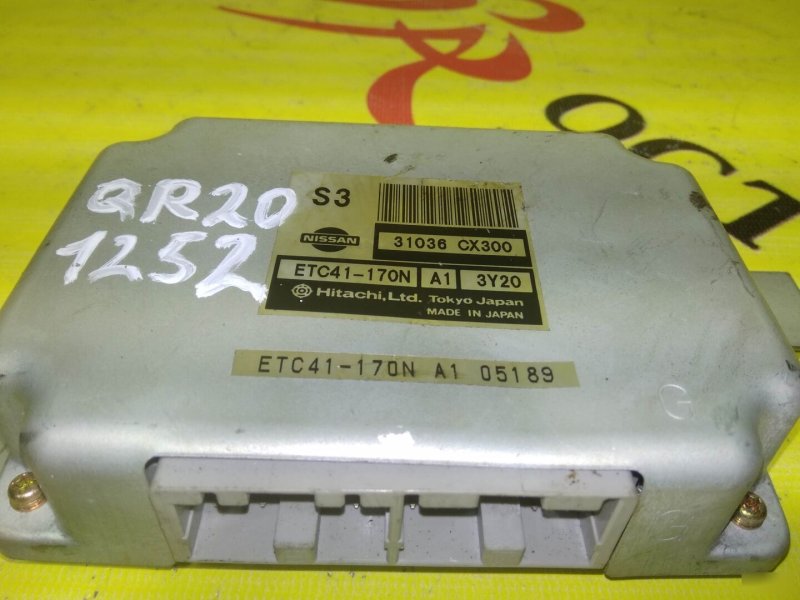 QR20
1252
S3
NISSAN
31036 CX300
ETC41-170N A1 3Y20
Hitachi, Ltd. Tokyo Japan
MADE IN JAPAN
ETC41-170N A1 05189